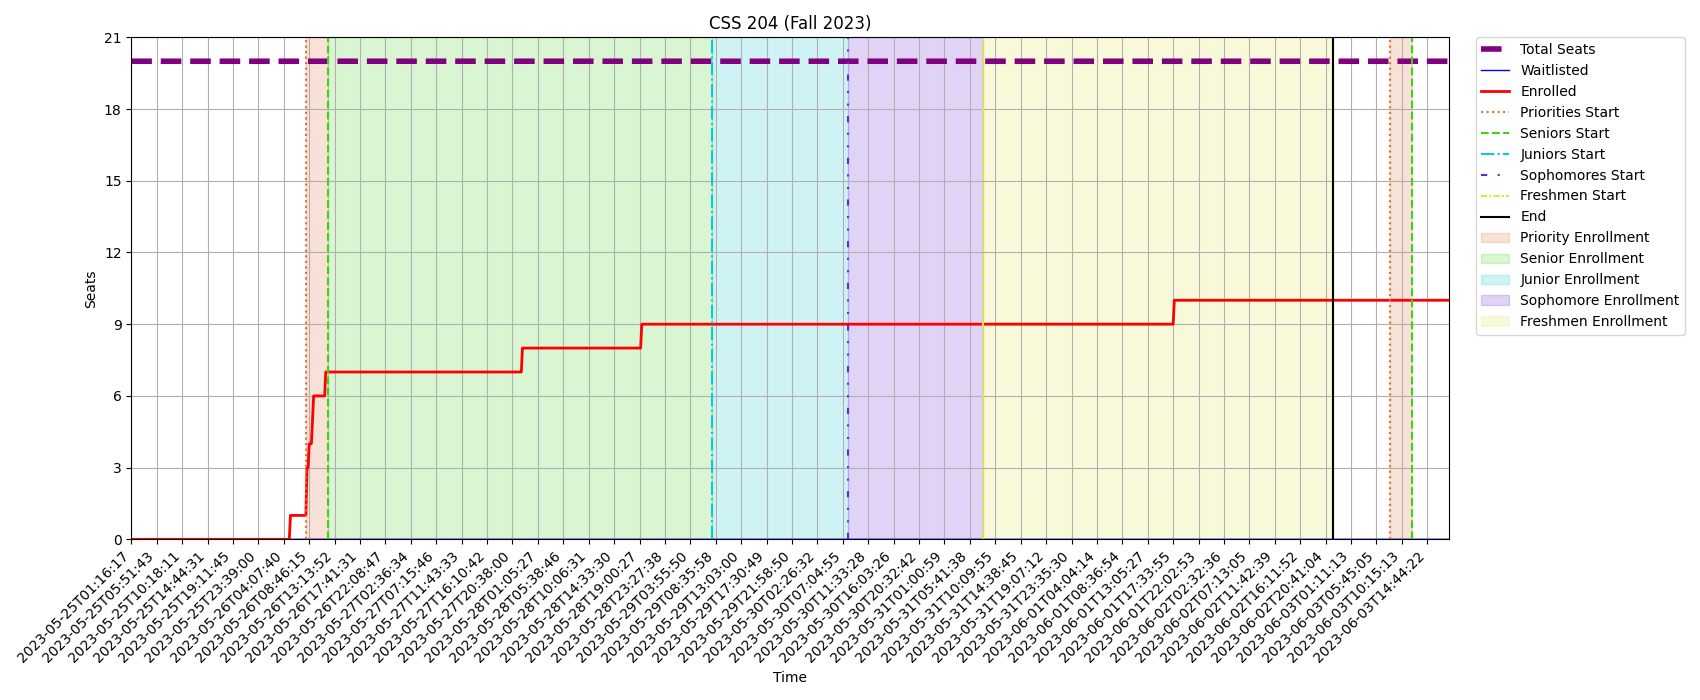 CSS 204 (Fall 2023)
21
18
15
12
9
6
3
0
Seats
2023-05-25T01:16:17
2023-05-25T05:51:43
2023-05-25T10:18:11
2023-05-25T14:44:31
2023-05-25T19:11:45
2023-05-25T23:39:00
2023-05-26T04:07:40
2023-05-26T08:46:15
2023-05-26T13:13:52
2023-05-26T17:41:31
2023-05-26T22:08:47
2023-05-27T02:36:34
2023-05-27T07:15:46
2023-05-27T11:43:33
2023-05-27T16:10:42
2023-05-27T20:38:00
2023-05-28T01:05:27
2023-05-28T05:38:46
2023-05-28T10:06:31
2023-05-28T14:33:30
2023-05-28T19:00:27
2023-05-28T23:27:38
2023-05-29T03:55:50
2023-05-29T08:35:58
2023-05-29T13:03:00
2023-05-29T17:30:49
2023-05-29T21:58:50
2023-05-30T02:26:32
2023-05-30T07:04:55
2023-05-30T11:33:28
2023-05-30T16:03:26
2023-05-30T20:32:42
2023-05-31T01:00:59
2023-05-31T05:41:38
2023-05-31T10:09:55
2023-05-31T14:38:45
2023-05-31T19:07:12
2023-05-31T23:35:30
2023-06-01T04:04:14
2023-06-01T08:36:54
2023-06-01T13:05:27
2023-06-01T17:33:55
2023-06-01T22:02:53
2023-06-02T02:32:36
2023-06-02T07:13:05
2023-06-02T11:42:39
2023-06-02T16:11:52
2023-06-02T20:41:04
2023-06-03T01:11:13
2023-06-03T05:45:05
2023-06-03T10:15:13
2023-06-03T14:44:22
Time
Total Seats
Waitlisted
Enrolled
Priorities Start
Seniors Start
Juniors Start
Sophomores Start
Freshmen Start
End
Priority Enrollment
Senior Enrollment
Junior Enrollment
Sophomore Enrollment
Freshmen Enrollment